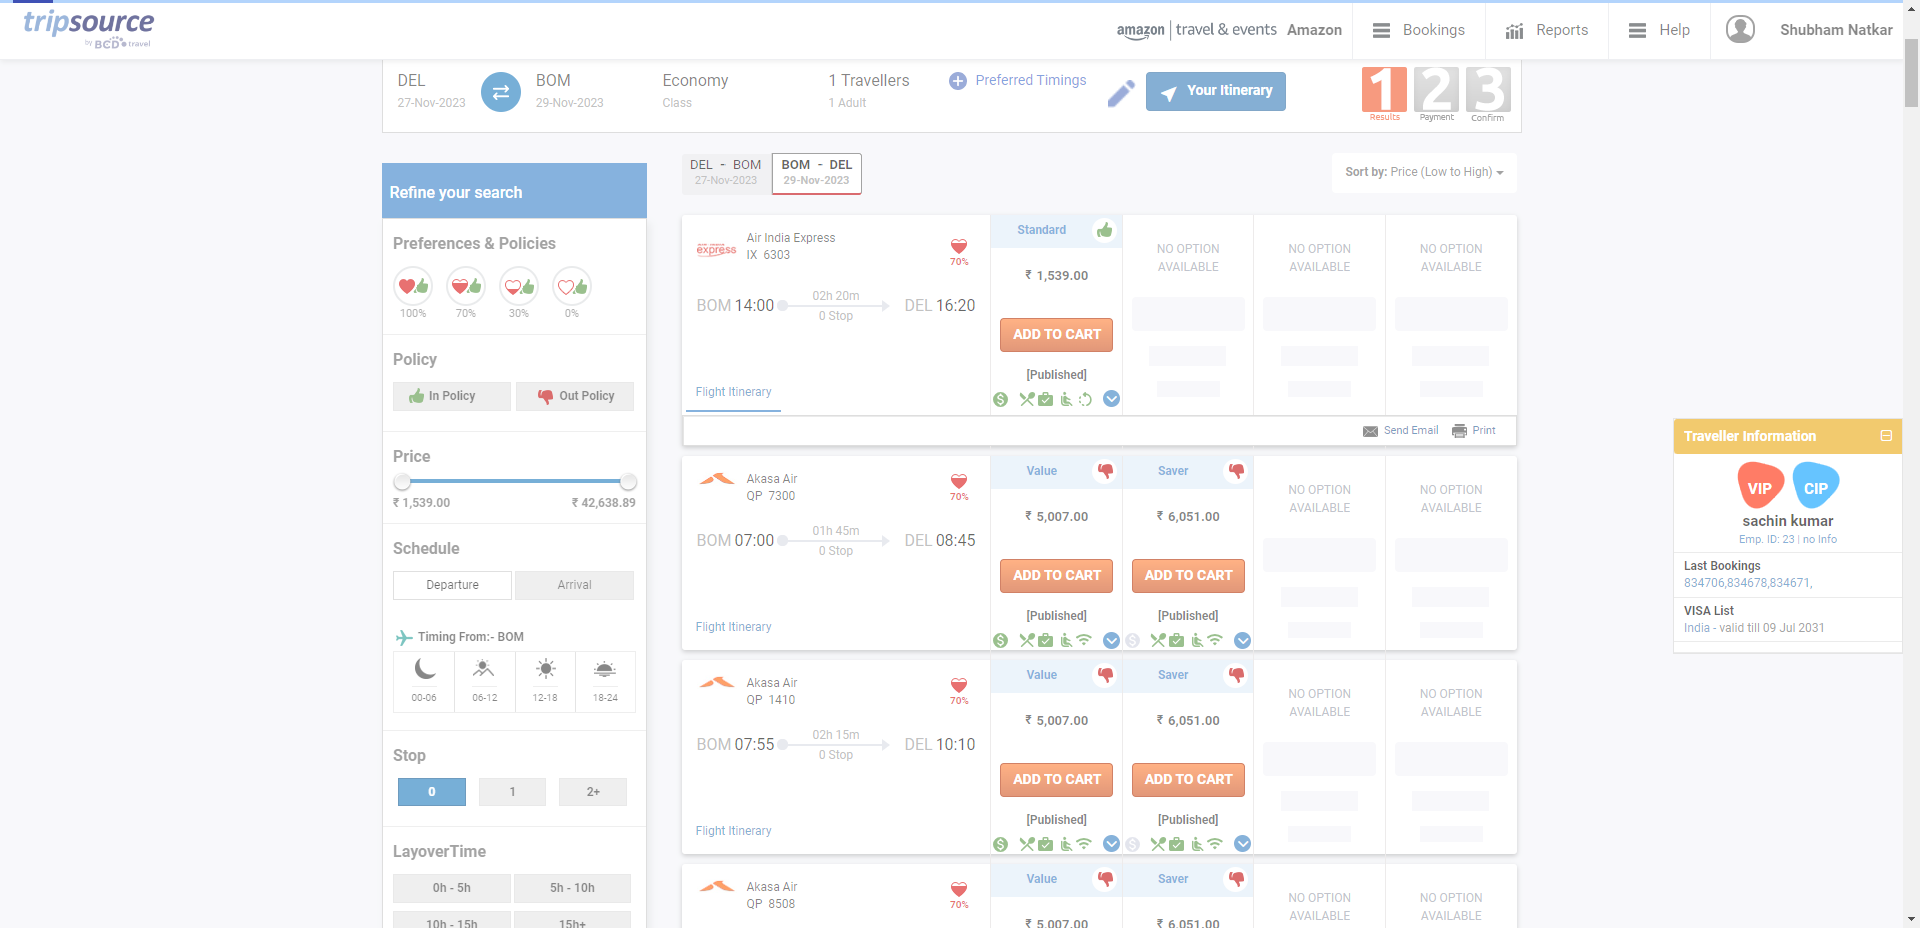 tripsource
by BCD travel
amazon | travel & events Amazon
Bookings
Reports
Help
Shubham Natkar
DEL
27-Nov-2023
BOM
29-Nov-2023
Economy
Class
1 Travellers
1 Adult
Preferred Timings
Your Itinerary
1 2 3
Results Payment Confirm
Refine your search
Preferences & Policies
100% 70% 30% 0%
Policy
In Policy Out Policy
Price
₹ 1,539.00 ₹ 42,638.89
Schedule
Departure Arrival
Timing From:- BOM
00-06 06-12 12-18 18-24
Stop
0 1 2+
LayoverTime
0h - 5h 5h - 10h
10h - 15h 15h+
DEL - BOM
27-Nov-2023
BOM - DEL
29-Nov-2023
Sort by: Price (Low to High)
express
Air India Express
IX 6303
70%
BOM 14:00
02h 20m
0 Stop
DEL 16:20
Flight Itinerary
Standard
₹ 1,539.00
ADD TO CART
[Published]
NO OPTION
AVAILABLE
NO OPTION
AVAILABLE
NO OPTION
AVAILABLE
Send Email Print
Akasa Air
QP 7300
70%
BOM 07:00
01h 45m
0 Stop
DEL 08:45
Flight Itinerary
Value
₹ 5,007.00
ADD TO CART
[Published]
Saver
₹ 6,051.00
ADD TO CART
[Published]
NO OPTION
AVAILABLE
NO OPTION
AVAILABLE
Akasa Air
QP 1410
70%
BOM 07:55
02h 15m
0 Stop
DEL 10:10
Flight Itinerary
Value
₹ 5,007.00
ADD TO CART
[Published]
Saver
₹ 6,051.00
ADD TO CART
[Published]
NO OPTION
AVAILABLE
NO OPTION
AVAILABLE
Akasa Air
QP 8508
70%
Value
₹ 5,007.00
Saver
₹ 6,051.00
NO OPTION
AVAILABLE
NO OPTION
AVAILABLE
Traveller Information
VIP CIP
sachin kumar
Emp. ID: 23 | no info
Last Bookings
834706,834678,834671,
VISA List
India - valid till 09 Jul 2031